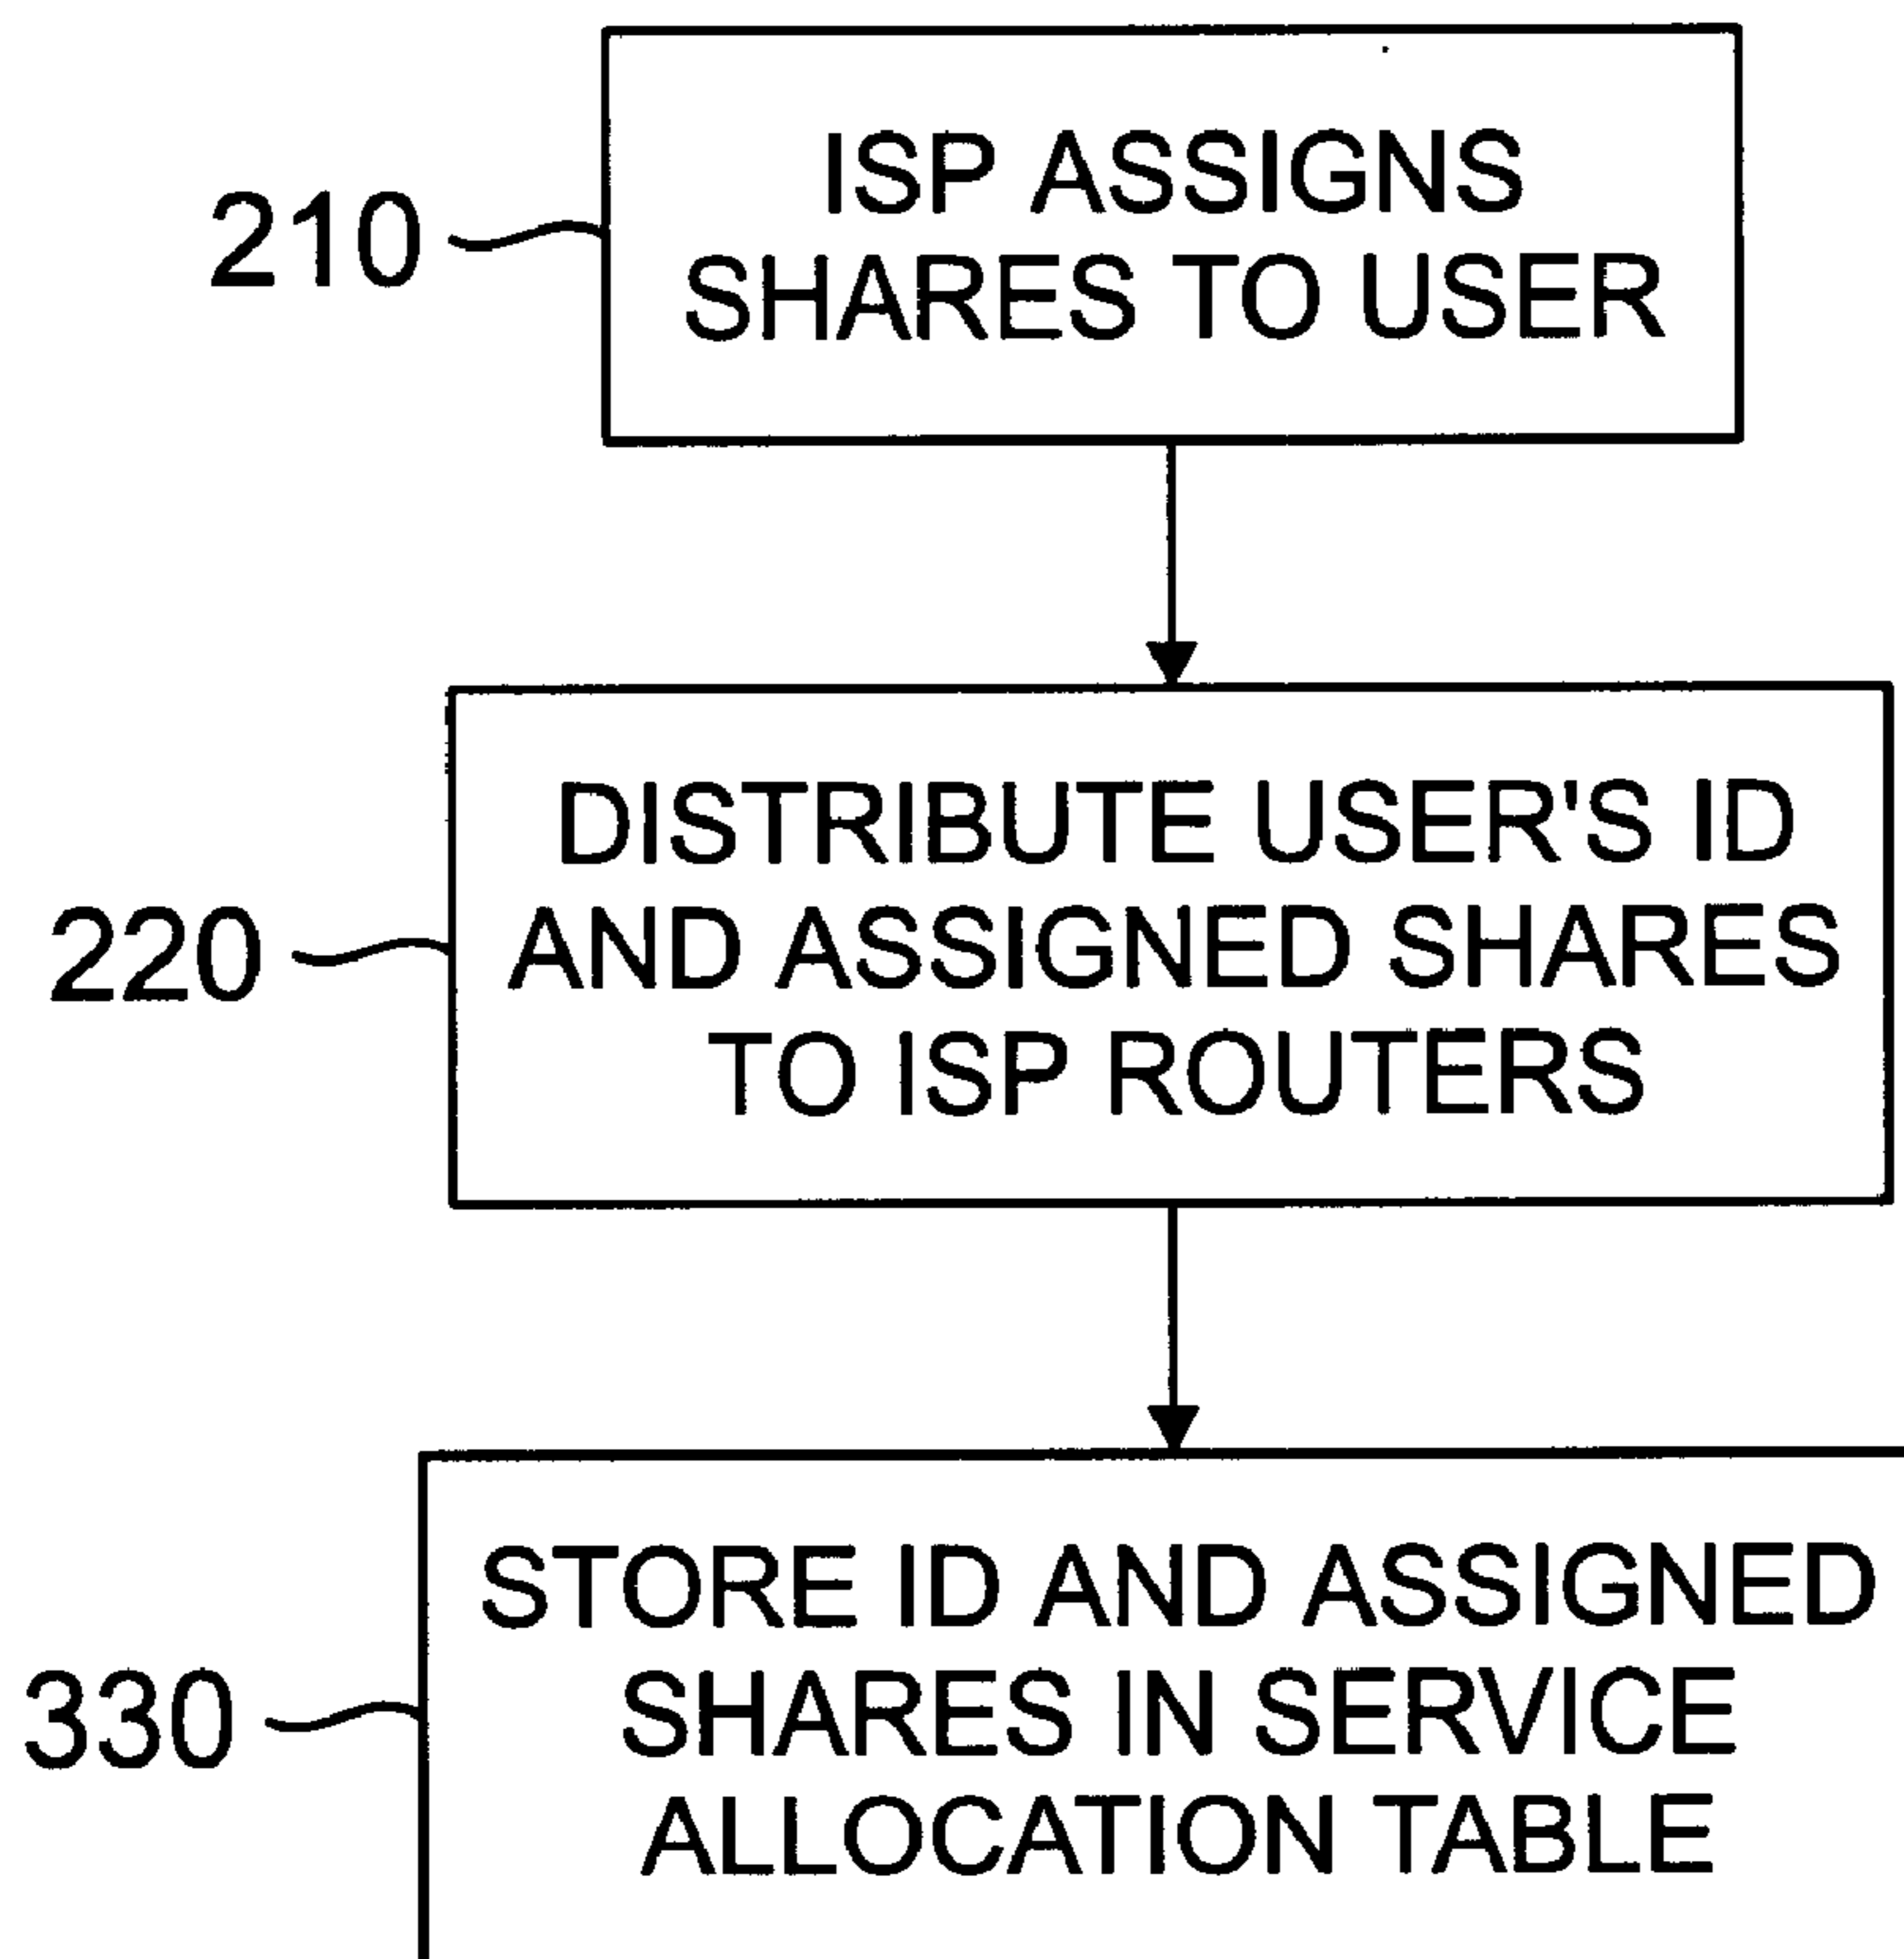 210
ISP ASSIGNS
SHARES TO USER
220
DISTRIBUTE USER'S ID
AND ASSIGNED SHARES
TO ISP ROUTERS
330
STORE ID AND ASSIGNED
SHARES IN SERVICE
ALLOCATION TABLE